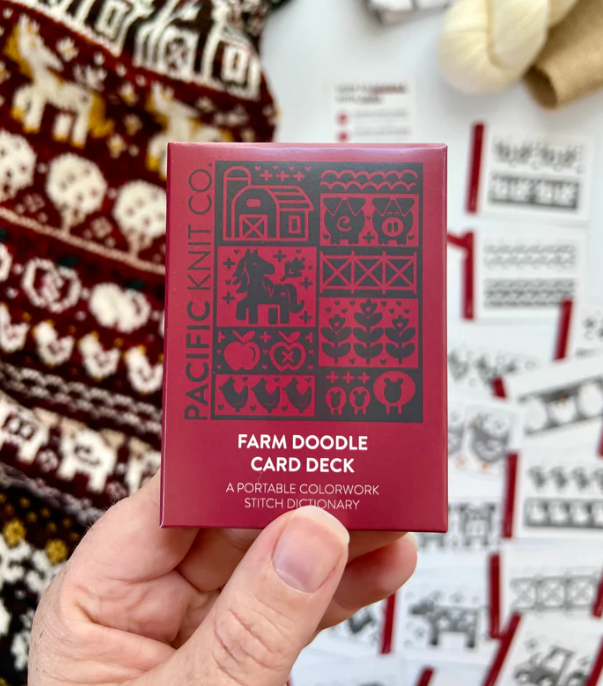 PACIFIC KNIT CO.
FARM DOODLE
CARD DECK
A PORTABLE COLORWORK
STITCH DICTIONARY